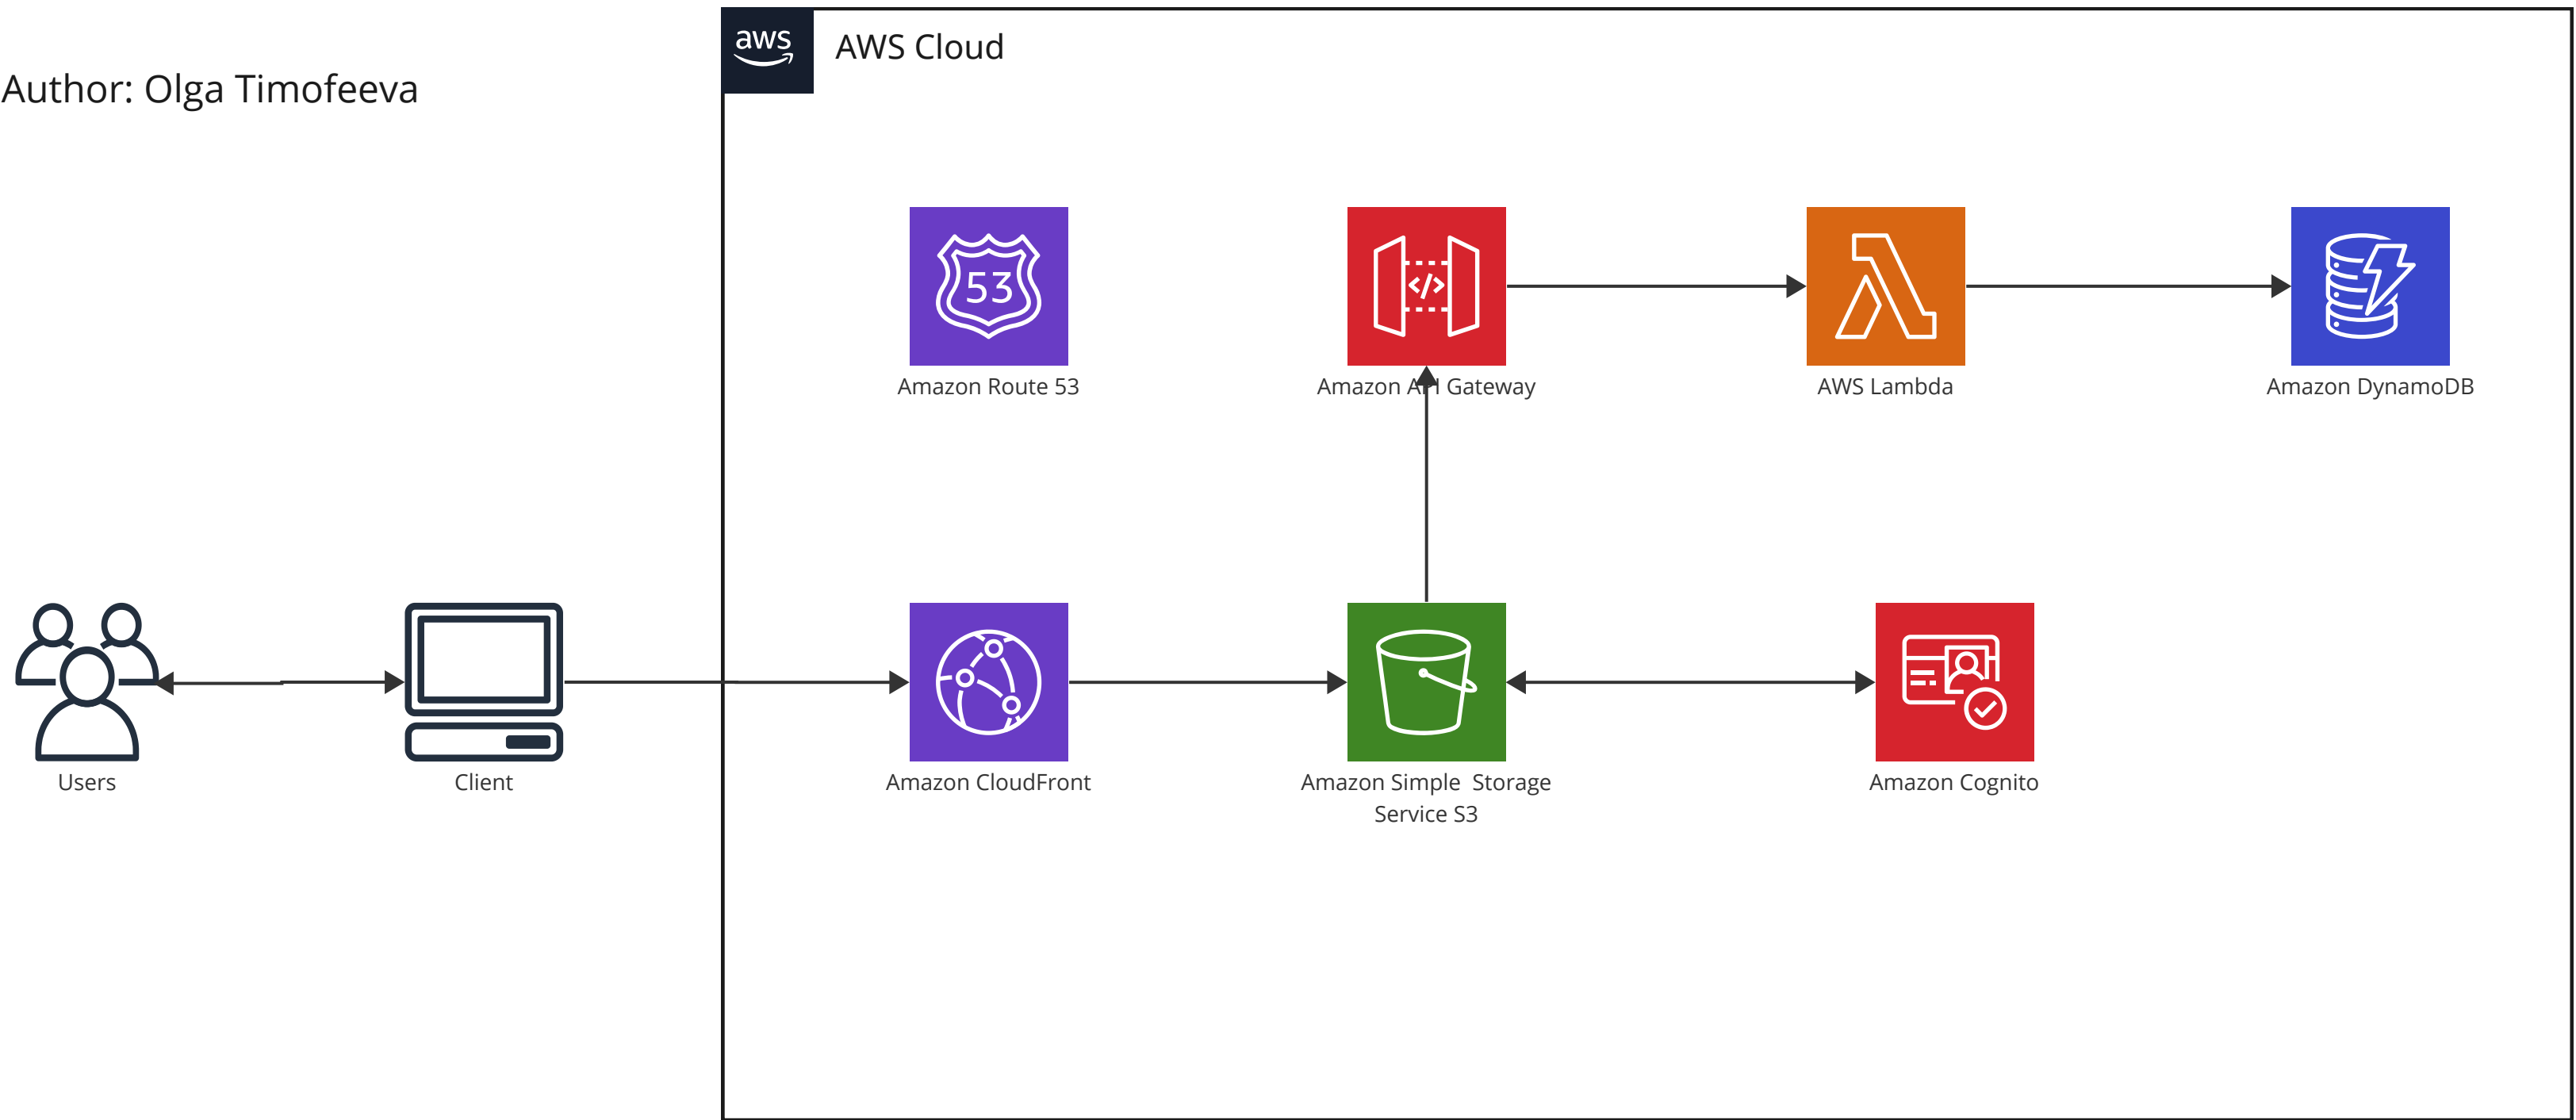 aws
AWS Cloud
Author: Olga Timofeeva
53
Amazon Route 53
Amazon API Gateway
AWS Lambda
Amazon DynamoDB
Users
Client
Amazon CloudFront
Amazon Simple  Storage
Service S3
Amazon Cognito